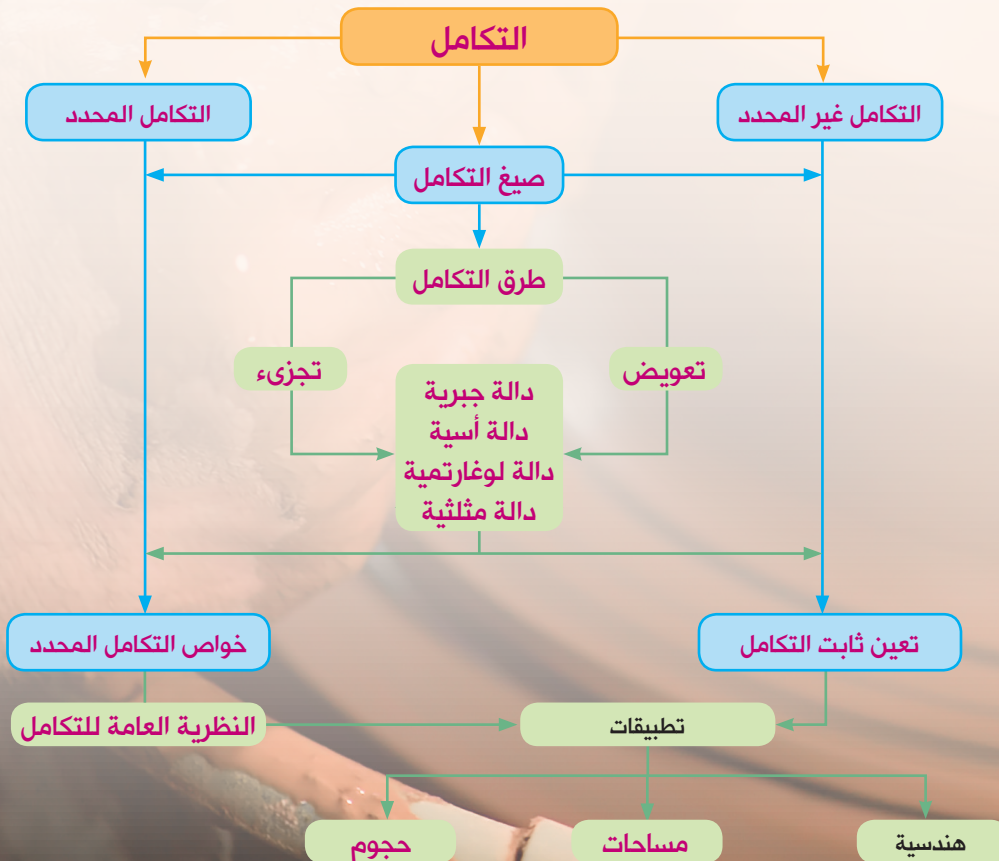 التكامل
التكامل غير المحدد
التكامل المحدد
صيغ التكامل
طرق التكامل
تعويض
تجزىء
دالة جبرية
دالة أسية
دالة لوغارتمية
دالة مثلثية
تعين ثابت التكامل
خواص التكامل المحدد
تطبيقات
النظرية العامة للتكامل
هندسية
مساحات
حجوم